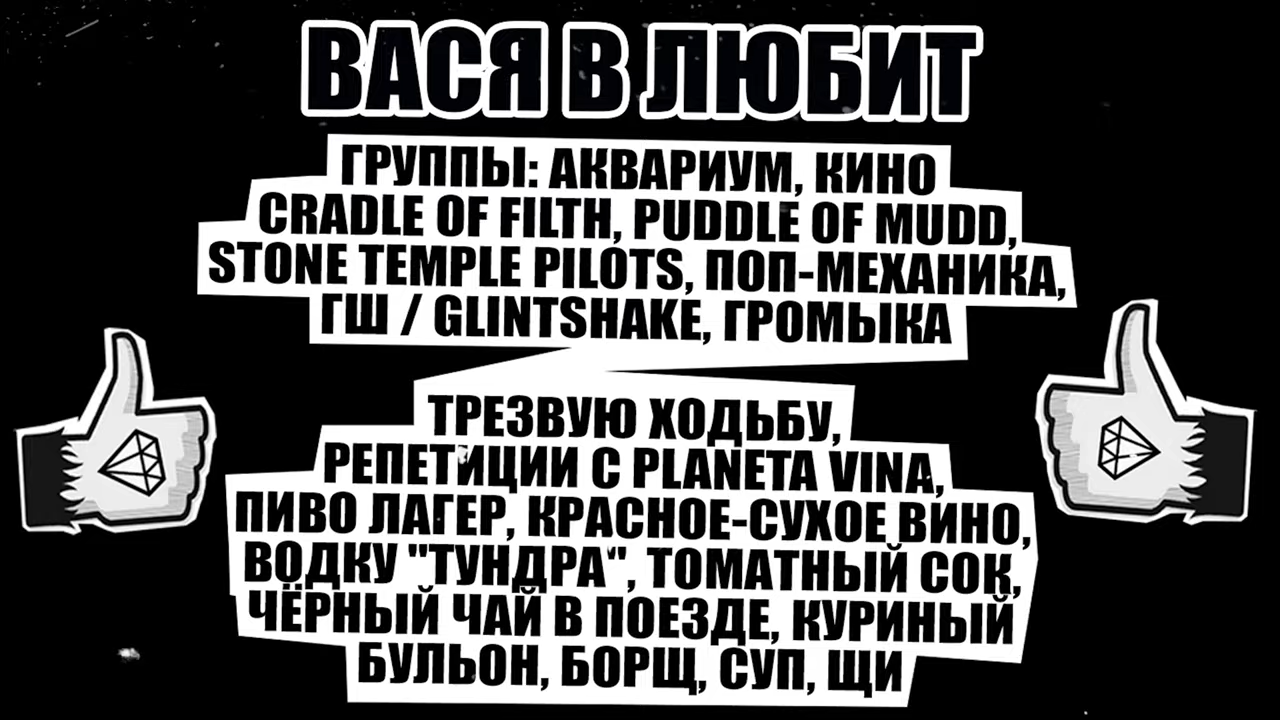 ВАСЯ В ЛЮБИТ
ГРУППЫ: АКВАРИУМ, КИНО
CRADLE OF FILTH, PUDDLE OF MUDD,
STONE TEMPLE PILOTS, ПОП-МЕХАНИКА,
ГШ / GLINTSHAKE, ГРОМЫКА
ТРЕЗВУЮ ХОДЬБУ,
РЕПЕТИЦИИ С PLANETA VINA,
ПИВО ЛАГЕР, КРАСНОЕ-СУХОЕ ВИНО,
ВОДКУ "ТУНДРА", ТОМАТНЫЙ СОК,
ЧЁРНЫЙ ЧАЙ В ПОЕЗДЕ, КУРИНЫЙ
БУЛЬОН, БОРЩ, СУП, ЩИ